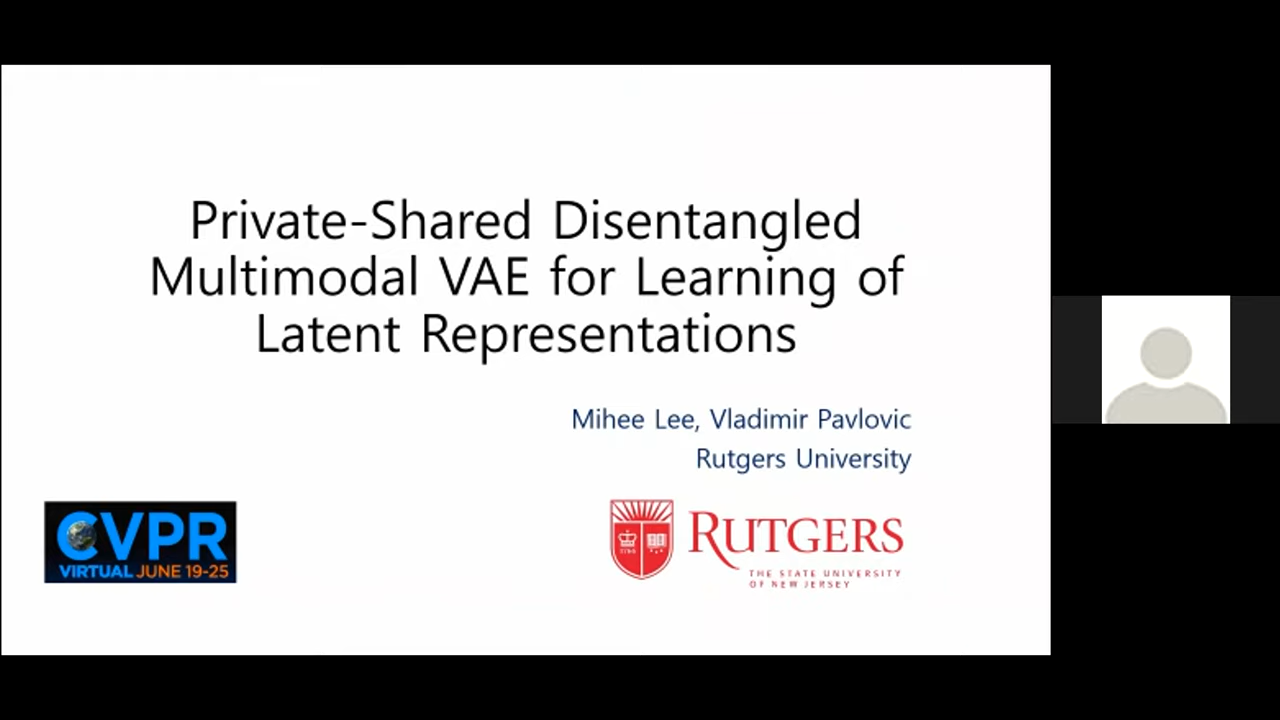 Private-Shared Disentangled
Multimodal VAE for Learning of
Latent Representations
Mihee Lee, Vladimir Pavlovic
Rutgers University
CVPR
VIRTUAL JUNE 19-25
1766
RUTGERS
THE STATE UNIVERSITY
OF NEW JERSEY